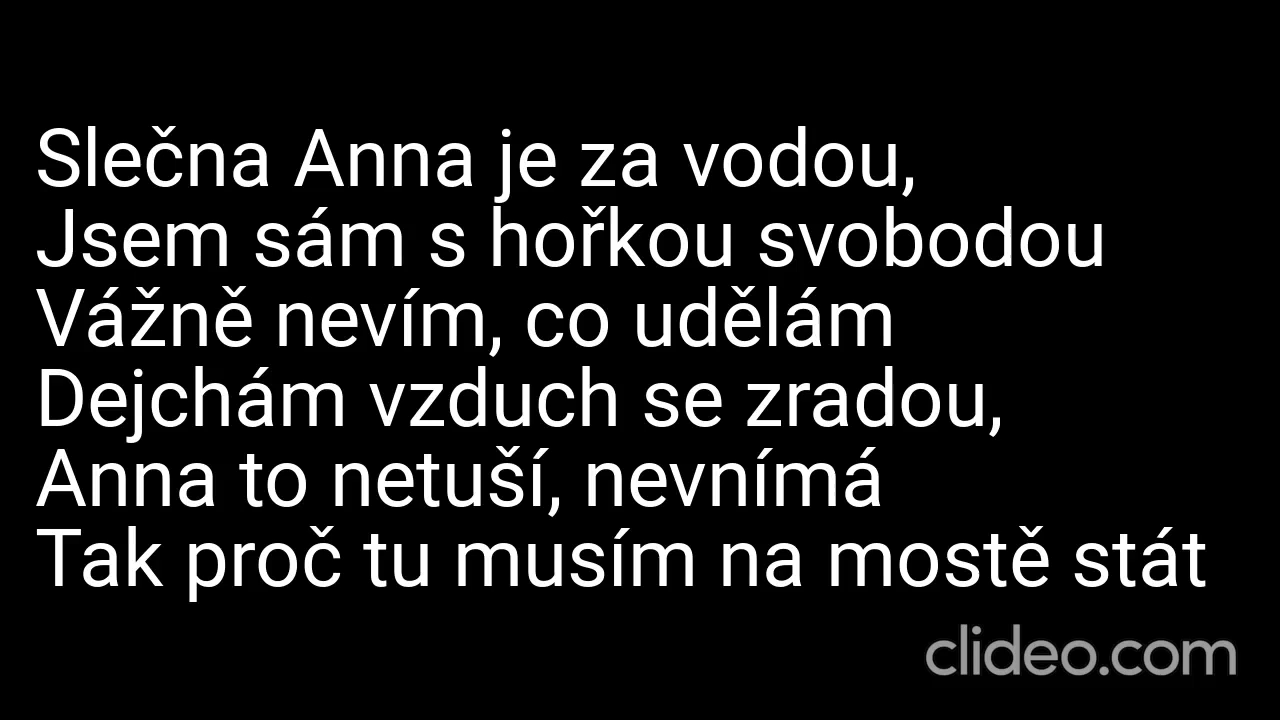 Slečna Anna je za vodou,
Jsem sám s hořkou svobodou
Vážně nevím, co udělám
Dejchám vzduch se zradou,
Anna to netuší, nevnímá
Tak proč tu musím na mostě stát
clideo.com